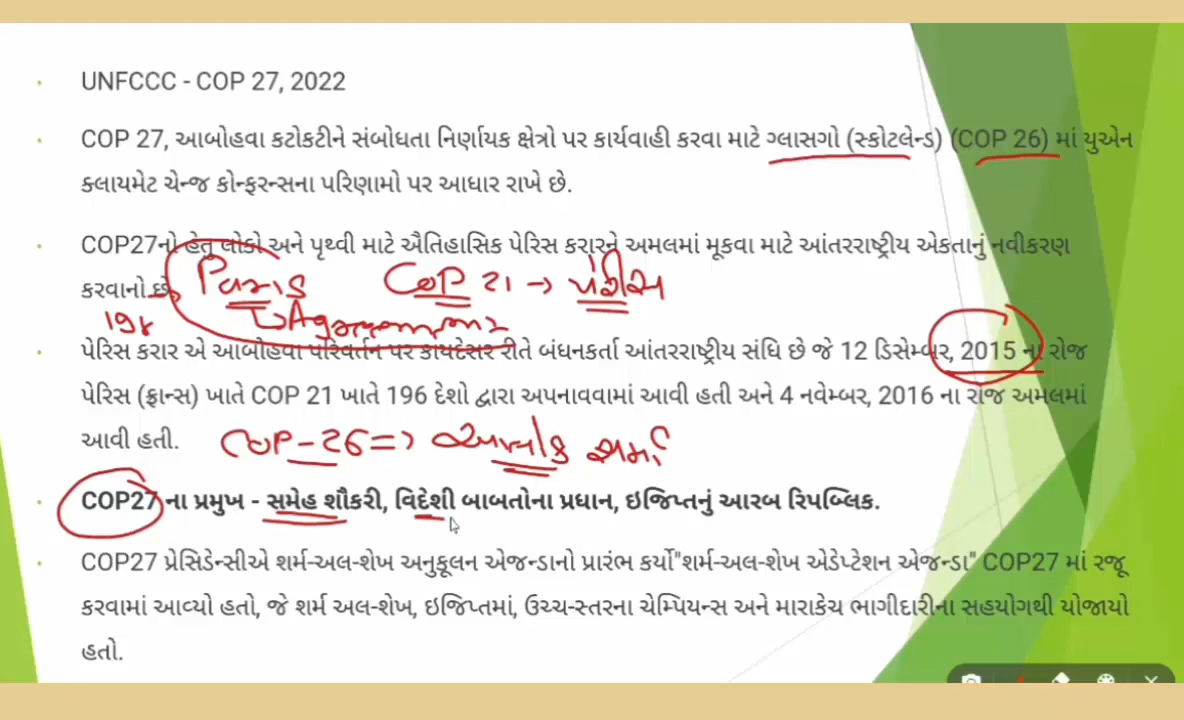 UNFCCC - COP 27, 2022
COP 27, આબોહવા કટોકટીને સંબોધતા નિર્ણાયક ક્ષેત્રો પર કાર્યવાહી કરવા માટે ગ્લાસગો (સ્કોટલેન્ડ) (COP 26) માં યુએન
ક્લાયમેટ ચેન્જ કોન્ફરન્સના પરિણામો પર આધાર રાખે છે.
COP27નો હેતુ લોકો અને પૃથ્વી માટે ઐતિહાસિક પેરિસ કરારને અમલમાં મૂકવા માટે આંતરરાષ્ટ્રીય એકતાનું નવીકરણ
કરવાનો છે.
COP 21 →
પેરિસ કરાર એ આબોહવા પરિવર્તન પર કાયદેસર રીતે બંધનકર્તા આંતરરાષ્ટ્રીય સંધિ છે જે 12 ડિસેમ્બર, 2015 ના રોજ
પેરિસ (ફ્રાન્સ) ખાતે COP 21 ખાતે 196 દેશો દ્વારા અપનાવવામાં આવી હતી અને 4 નવેમ્બર, 2016 ના રોજ અમલમાં
આવી હતી.
COP-26 => આલોક શર્મા
COP27 ના પ્રમુખ - સમેહ શૌકરી, વિદેશી બાબતોના પ્રધાન, ઇજિપ્તનું આરબ રિપબ્લિક.
COP27 પ્રેસિડેન્સીએ શર્મ-અલ-શેખ અનુકૂલન એજન્ડાનો પ્રારંભ કર્યો"શર્મ-અલ-શેખ એડેપ્ટેશન એજન્ડા" COP27 માં રજૂ
કરવામાં આવ્યો હતો, જે શર્મ અલ-શેખ, ઇજિપ્તમાં, ઉચ્ચ-સ્તરના ચેમ્પિયન્સ અને મારાકેચ ભાગીદારીના સહયોગથી યોજાયો
હતો.